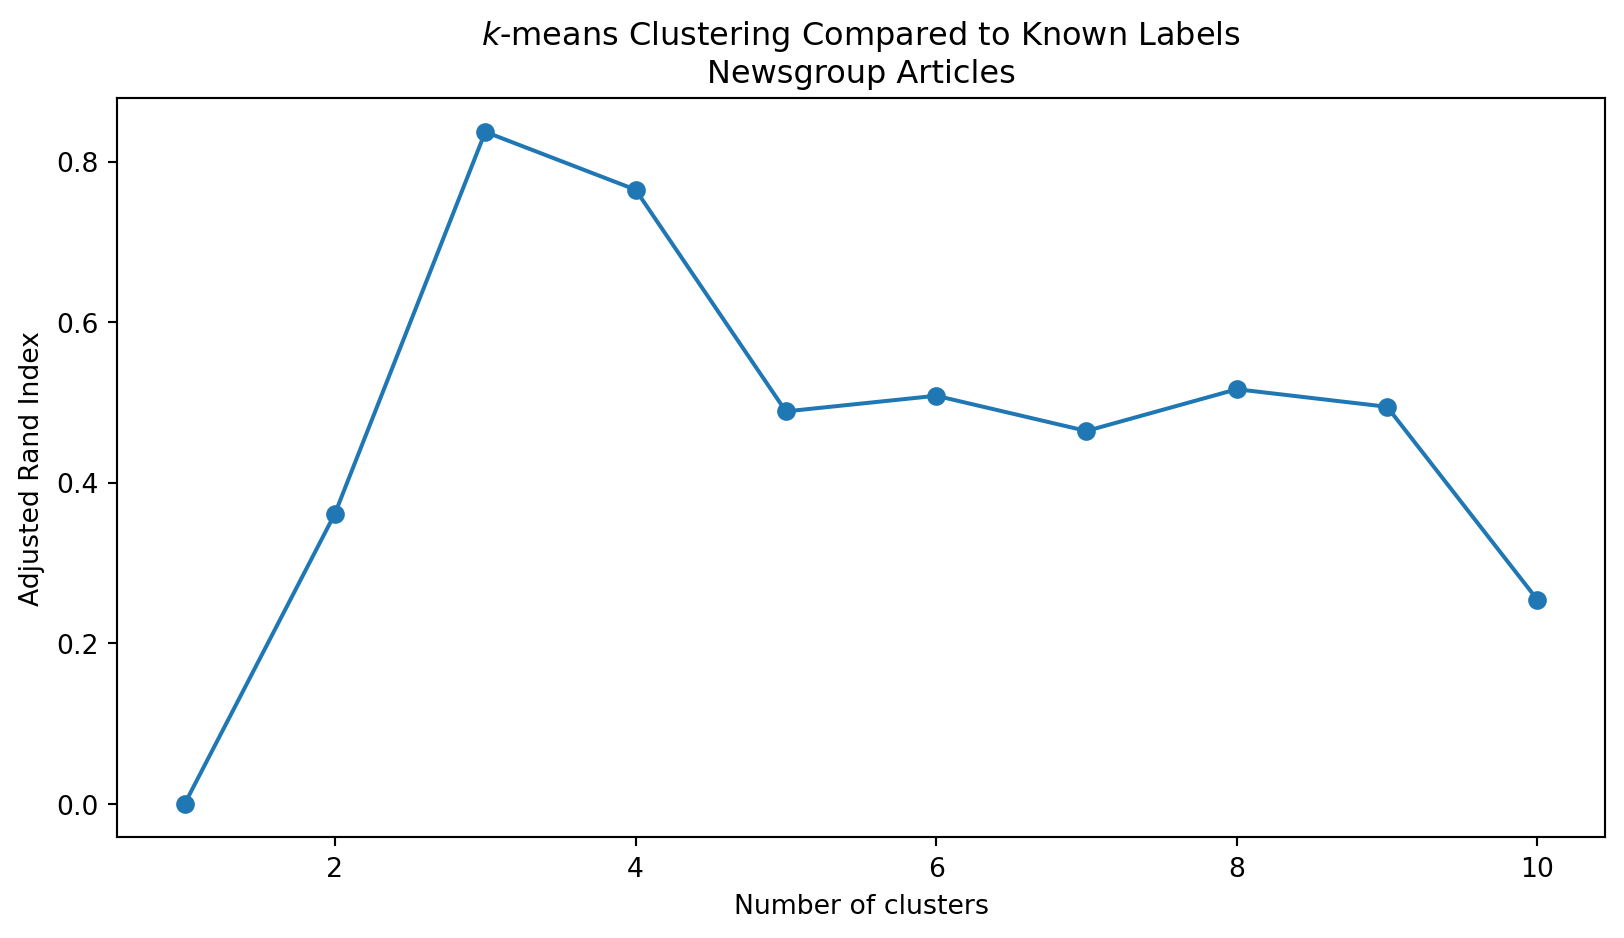 k-means Clustering Compared to Known Labels
Newsgroup Articles
Adjusted Rand Index
0.8
0.6
0.4
0.2
0.0
2 4 6 8 10
Number of clusters